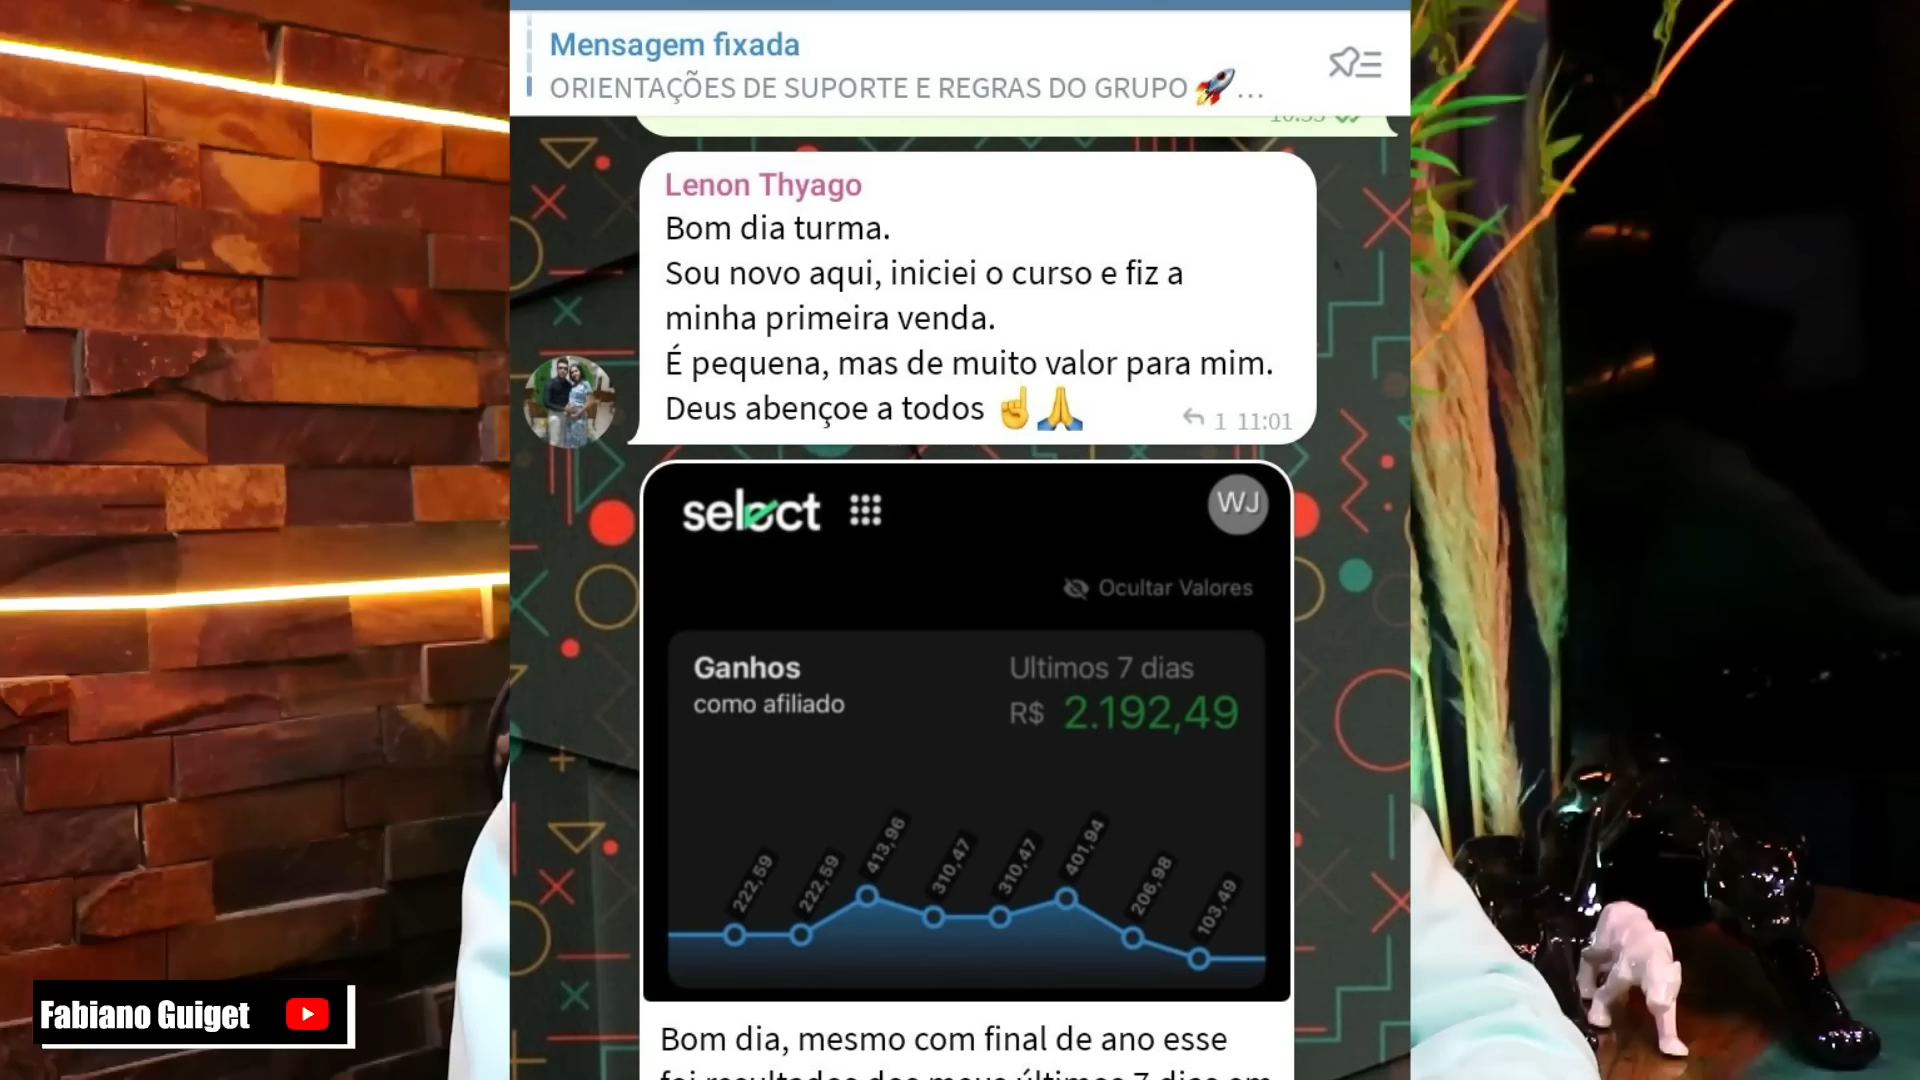 Mensagem fixada
ORIENTAÇÕES DE SUPORTE E REGRAS DO GRUPO 🚀...
Lenon Thyago
Bom dia turma.
Sou novo aqui, iniciei o curso e fiz a
minha primeira venda.
É pequena, mas de muito valor para mim.
Deus abençoe a todos ☝️🙏
1 11:01
select
WJ
Ocultar Valores
Ganhos
como afiliado
Ultimos 7 dias
R$ 2.192,49
222,59
222,59
413,96
310,47
310,47
401,94
206,98
103,49
Fabiano Guiget
Bom dia, mesmo com final de ano esse